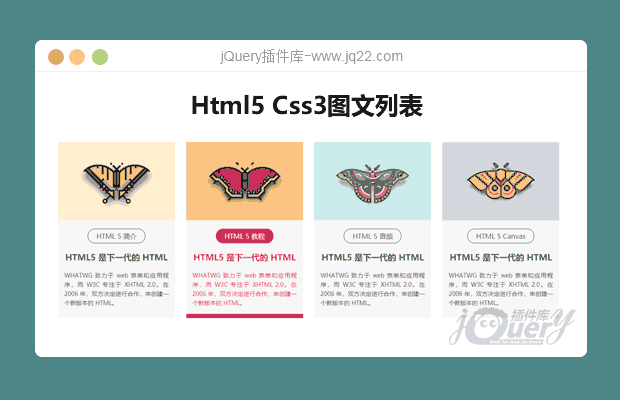 jQuery插件库-www.jq22.com
Html5 Css3图文列表
HTML 5 简介
HTML5 是下一代的 HTML
WHATWG 致力于 web 表单和应用程
序，而 W3C 专注于 XHTML 2.0。在
2006 年，双方决定进行合作，来创建一
个新版本的 HTML。
HTML 5 教程
HTML5 是下一代的 HTML
WHATWG 致力于 web 表单和应用程
序，而 W3C 专注于 XHTML 2.0。在
2006 年，双方决定进行合作，来创建一
个新版本的 HTML。
HTML 5 音频
HTML5 是下一代的 HTML
WHATWG 致力于 web 表单和应用程
序，而 W3C 专注于 XHTML 2.0。在
2006 年，双方决定进行合作，来创建一
个新版本的 HTML。
HTML 5 Canvas
HTML5 是下一代的 HTML
WHATWG 致力于 web 表单和应用程
序，而 W3C 专注于 XHTML 2.0。在
2006 年，双方决定进行合作，来创建一
个新版本的 HTML。
jQuery 插件库